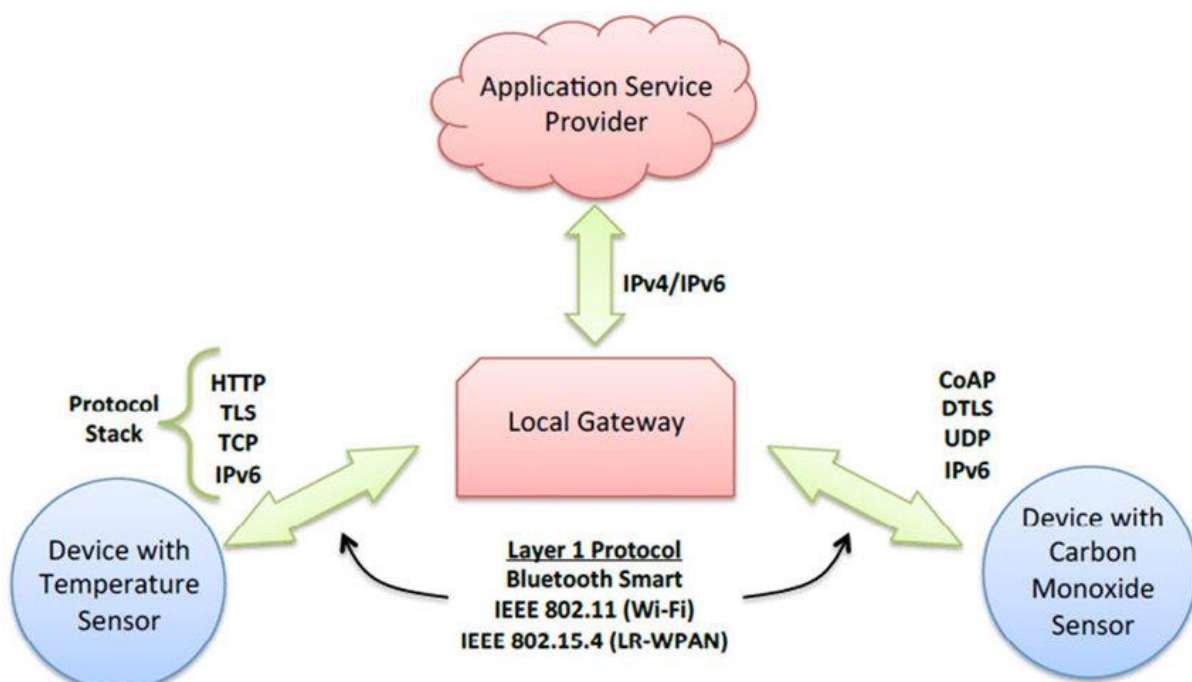 Application Service
Provider
IPv4/IPv6
Protocol
Stack
HTTP
TLS
TCP
IPv6
Local Gateway
CoAP
DTLS
UDP
IPv6
Device with
Temperature
Sensor
Layer 1 Protocol
Bluetooth Smart
IEEE 802.11 (Wi-Fi)
IEEE 802.15.4 (LR-WPAN)
Device with
Carbon
Monoxide
Sensor